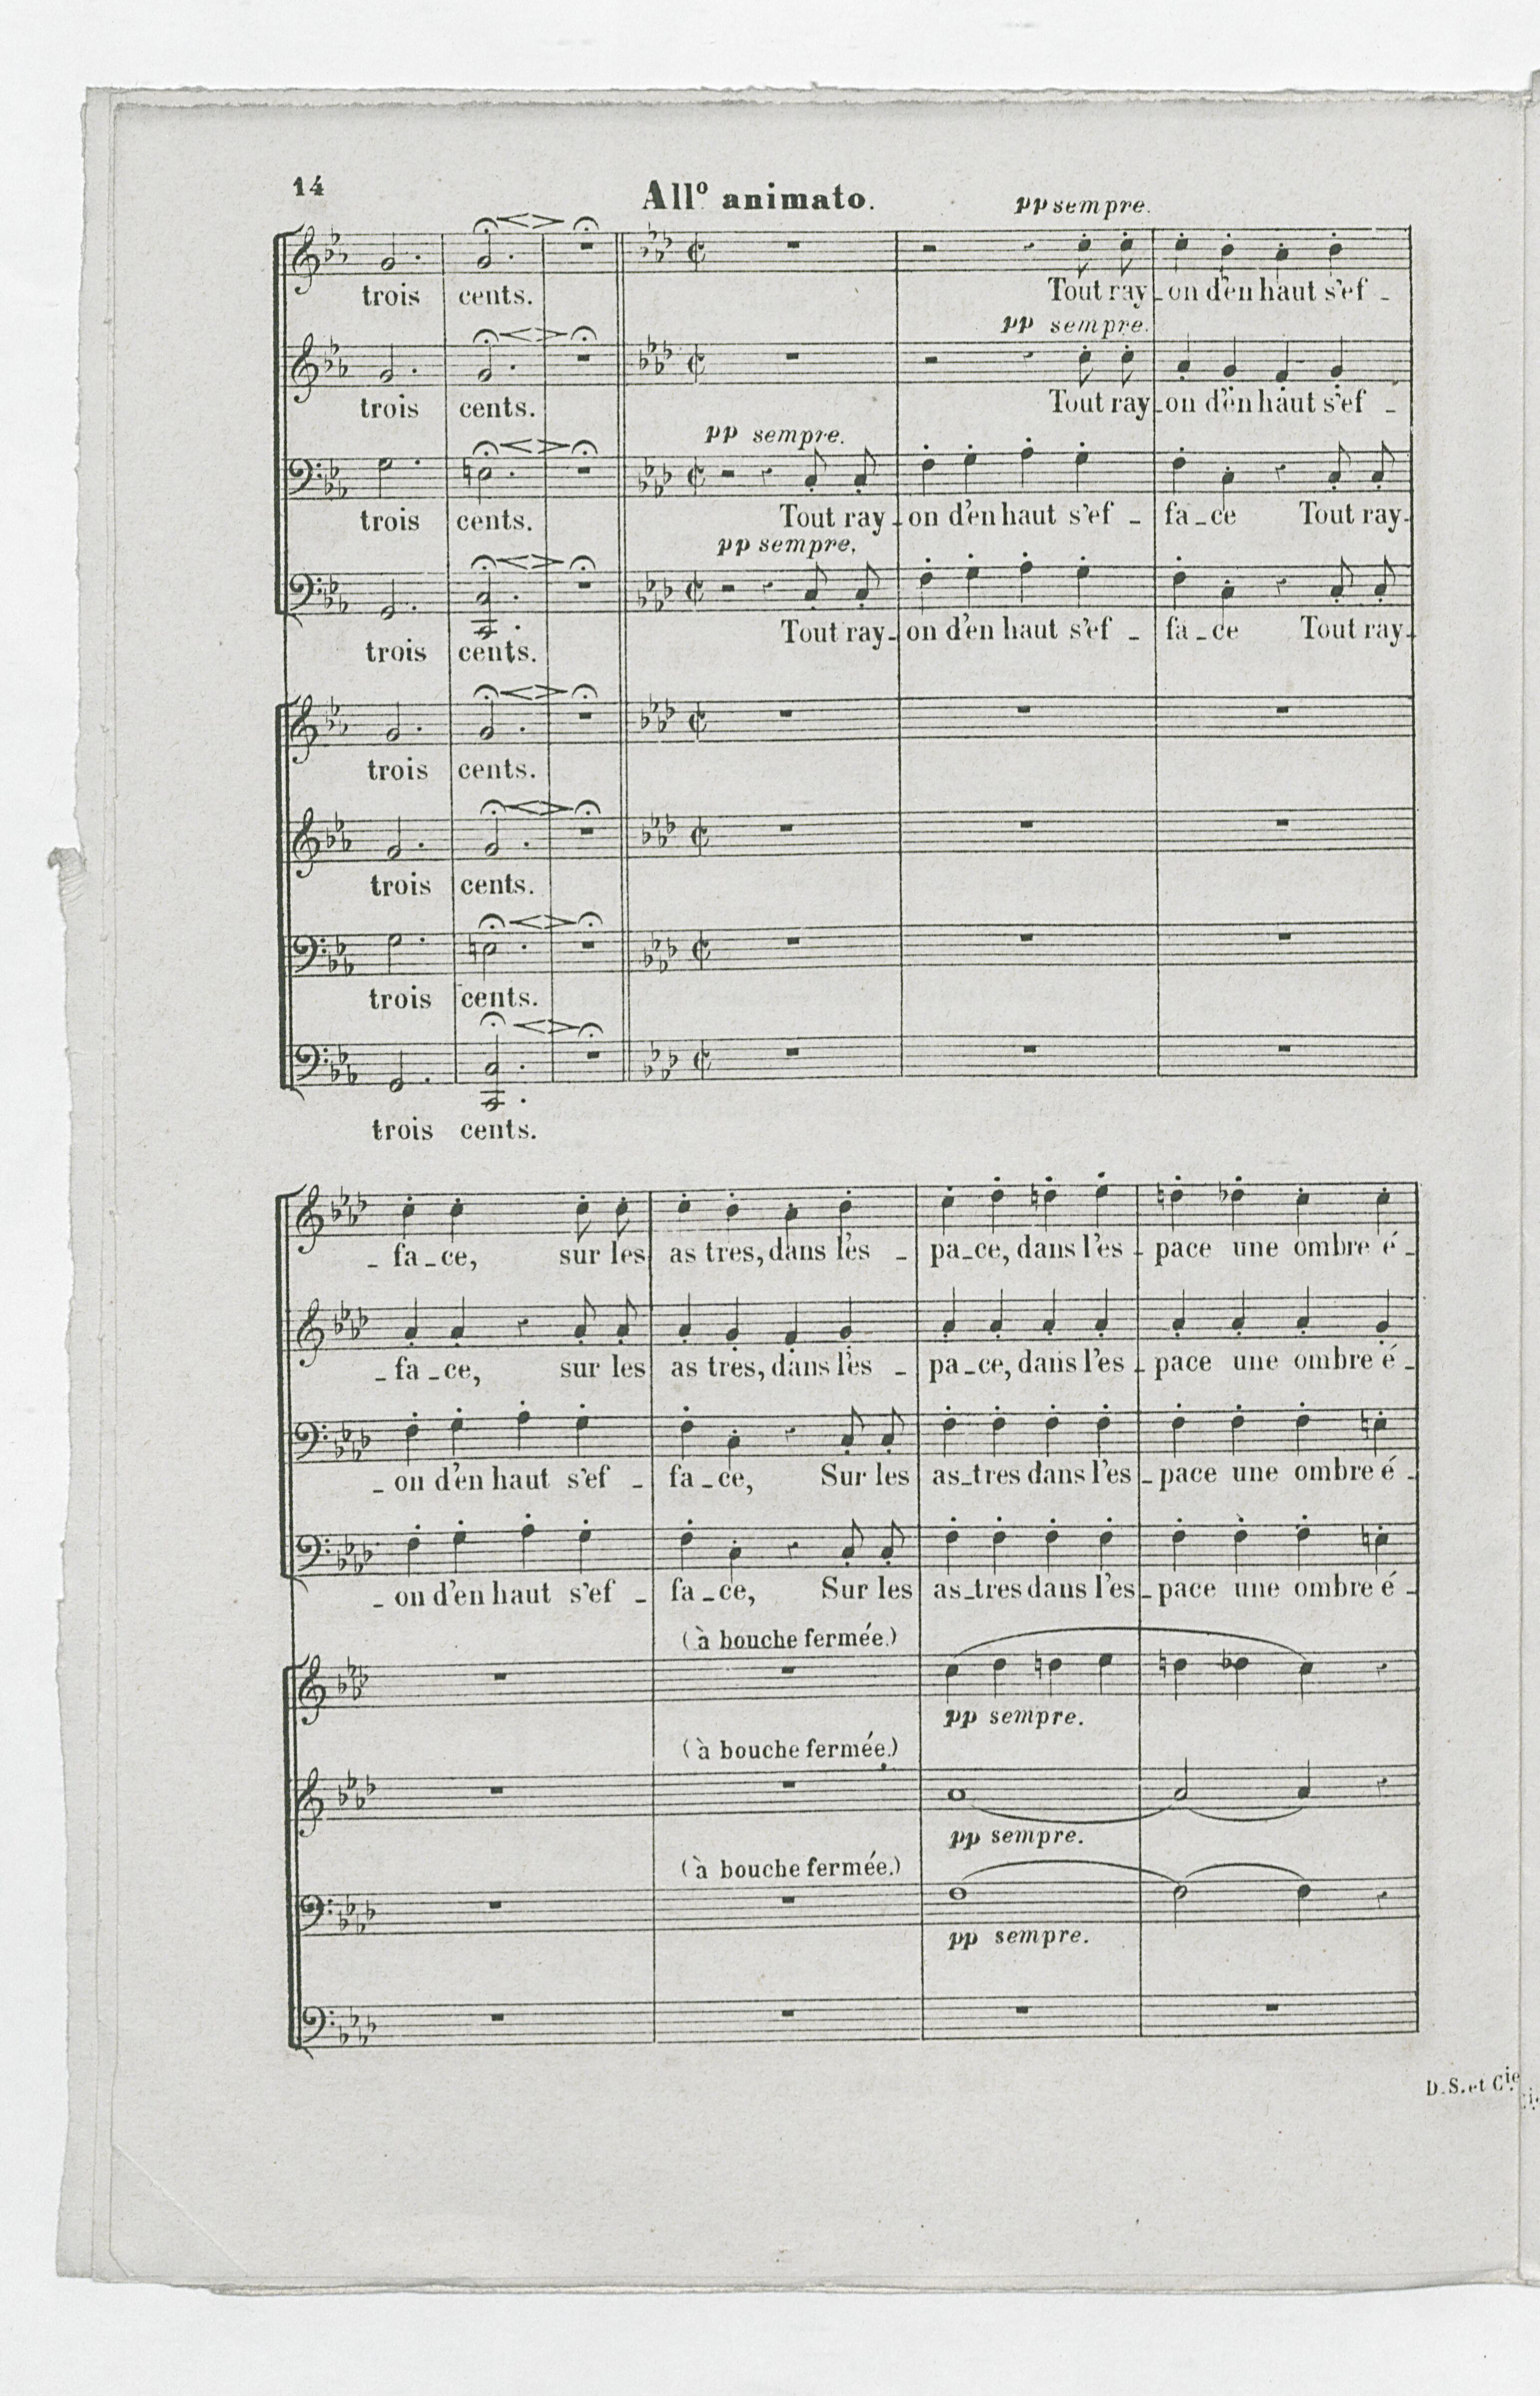 14
Allº animato.
pp sempre.
trois cents. Tout ray_on d'en haut s'ef_
pp sempre.
trois cents. Tout ray_on d'en haut s'ef_
pp sempre.
trois cents. Tout ray_on d'en haut s'ef_fa_ce Tout ray_
pp sempre.
trois cents. Tout ray_on d'en haut s'ef_fa_ce Tout ray_
trois cents.
trois cents.
trois cents.
trois cents.
_fa_ce, sur les as tres, dans l'es_pa_ce, dans l'es_pace une ombre é_
_fa_ce, sur les as tres, dans l'es_pa_ce, dans l'es_pace une ombre é_
_on d'en haut s'ef_fa_ce, Sur les as_tres dans l'es_pace une ombre é_
_on d'en haut s'ef_fa_ce, Sur les as_tres dans l'es_pace une ombre é_
(à bouche fermée.)
pp sempre.
(à bouche fermée.)
pp sempre.
(à bouche fermée.)
pp sempre.
D.S. et Cie